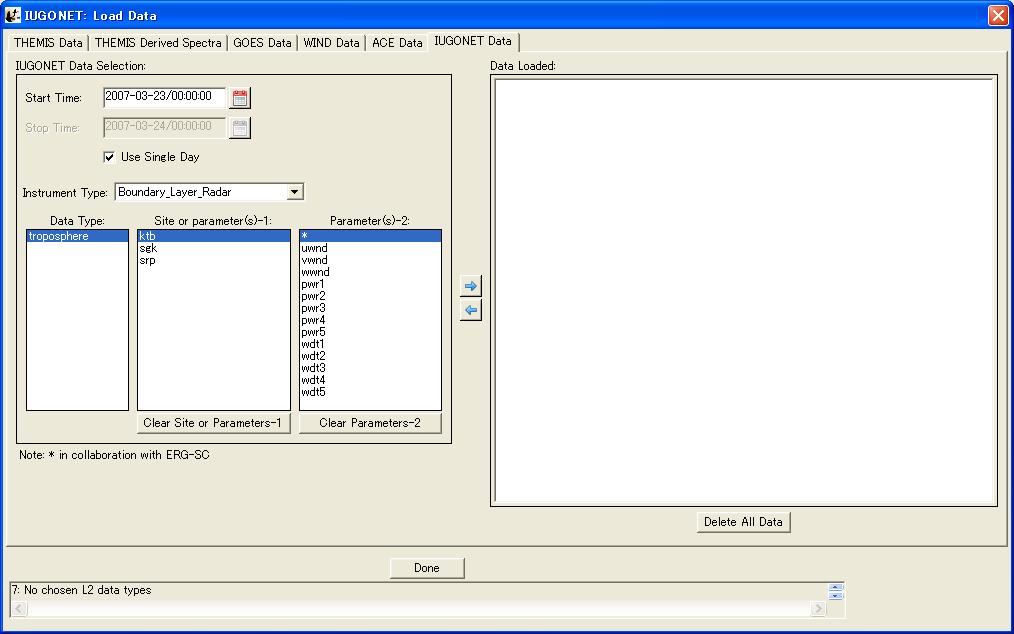 IUGONET: Load Data
THEMIS Data THEMIS Derived Spectra GOES Data WIND Data ACE Data IUGONET Data
IUGONET Data Selection:
Data Loaded:
Start Time: 2007-03-23/00:00:00
Stop Time: 2007-03-24/00:00:00
Use Single Day
Instrument Type: Boundary_Layer_Radar
Data Type: Site or parameter(s)-1: Parameter(s)-2:
troposphere ktb *
sgk uwnd
srp vwnd
wwnd
pwr1
pwr2
pwr3
pwr4
pwr5
wdt1
wdt2
wdt3
wdt4
wdt5
Clear Site or Parameters-1 Clear Parameters-2
Note: * in collaboration with ERG-SC
Delete All Data
Done
7: No chosen L2 data types